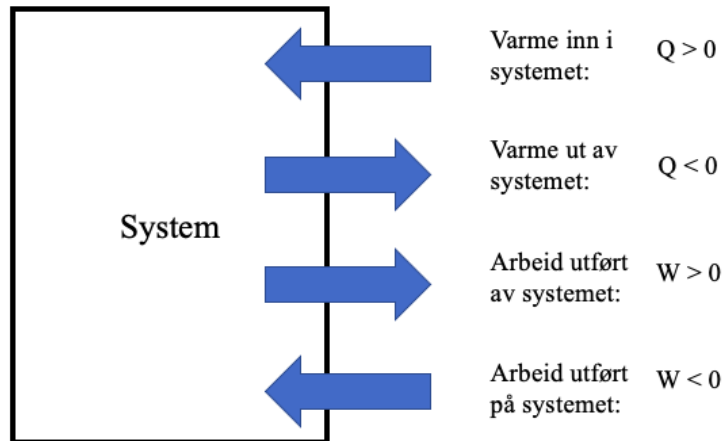 Varme inn i
systemet:
Q > 0
Varme ut av
systemet:
Q < 0
System
Arbeid utført
av systemet:
W > 0
Arbeid utført
på systemet:
W < 0